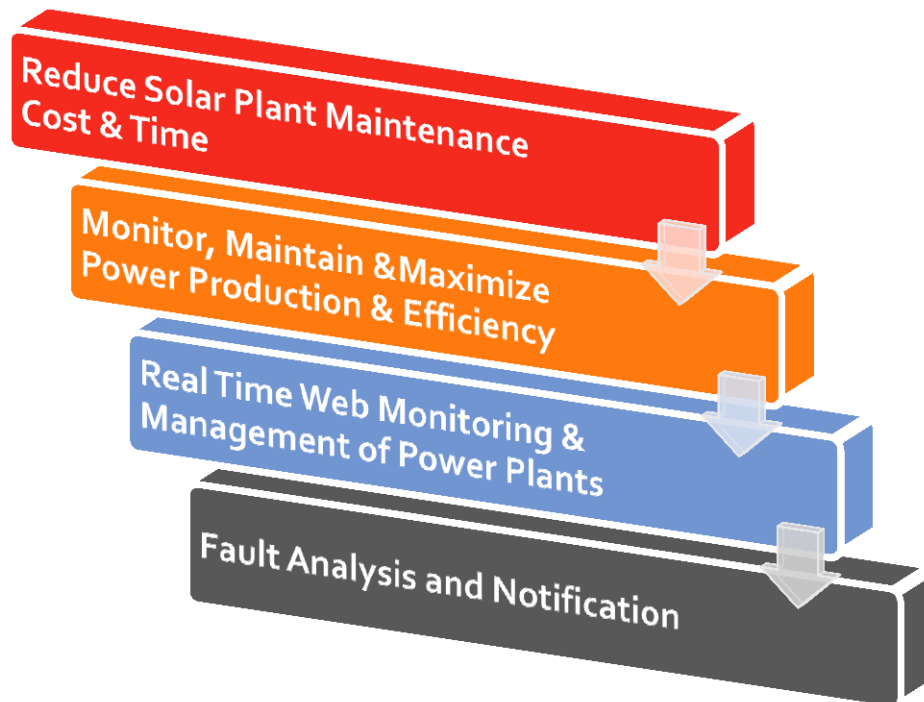 Reduce Solar Plant Maintenance
Cost & Time
Monitor, Maintain &Maximize
Power Production & Efficiency
Real Time Web Monitoring &
Management of Power Plants
Fault Analysis and Notification